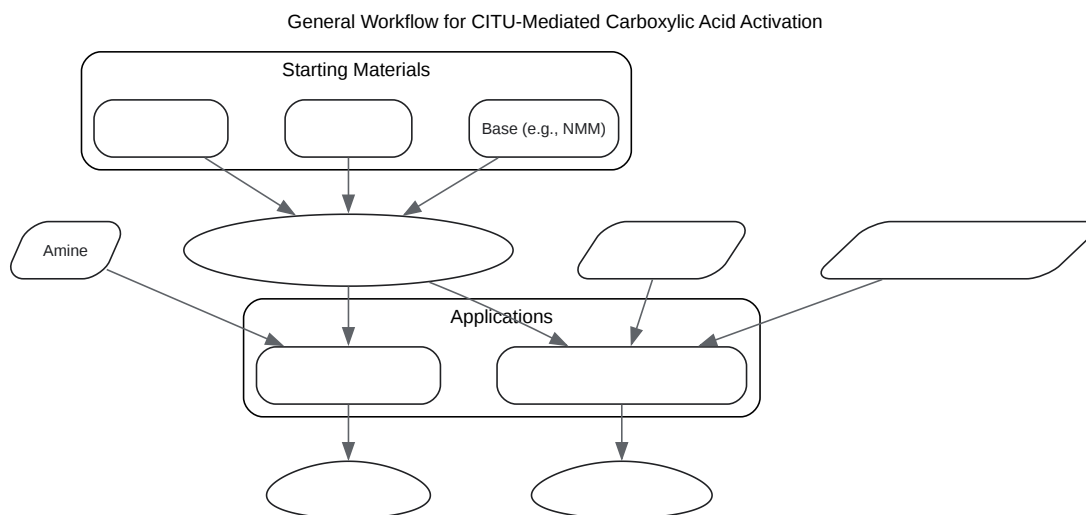 General Workflow for CITU-Mediated Carboxylic Acid Activation
Starting Materials
Base (e.g., NMM)
Amine
Applications